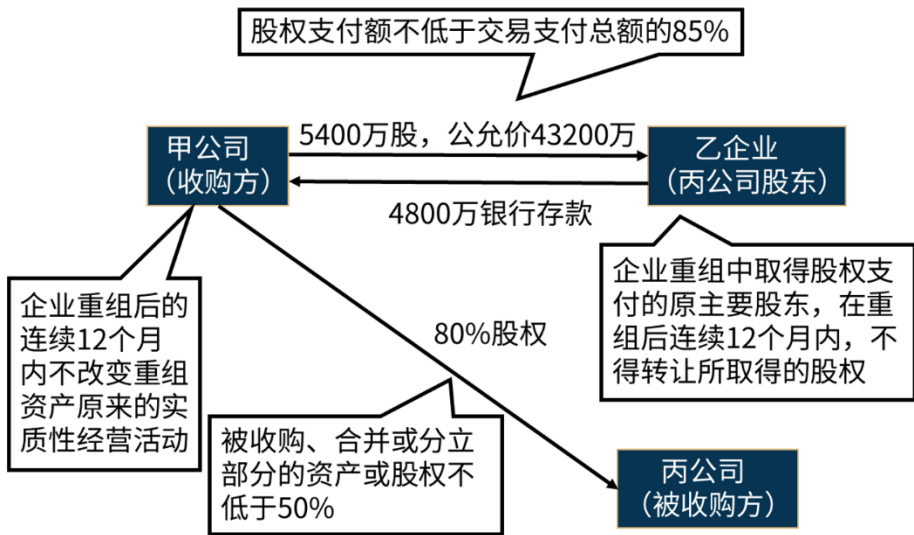 股权支付额不低于交易支付总额的85%
5400万股，公允价43200万
甲公司
（收购方）
乙企业
（丙公司股东）
4800万银行存款
企业重组后的
连续12个月
内不改变重组
资产原来的实
质性经营活动
80%股权
企业重组中取得股权支
付的原主要股东，在重
组后连续12个月内，不
得转让所取得的股权
被收购、合并或分立
部分的资产或股权不
低于50%
丙公司
（被收购方）